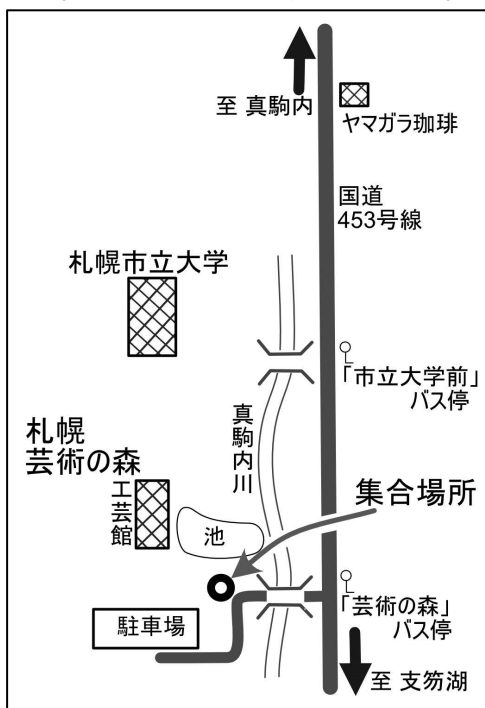 至 真駒内
ヤマガラ珈琲
国道
453号線
札幌市立大学
「市立大学前」
バス停
真駒内川
札幌
芸術の森
工芸館
池
集合場所
「芸術の森」
バス停
駐車場
至 支笏湖